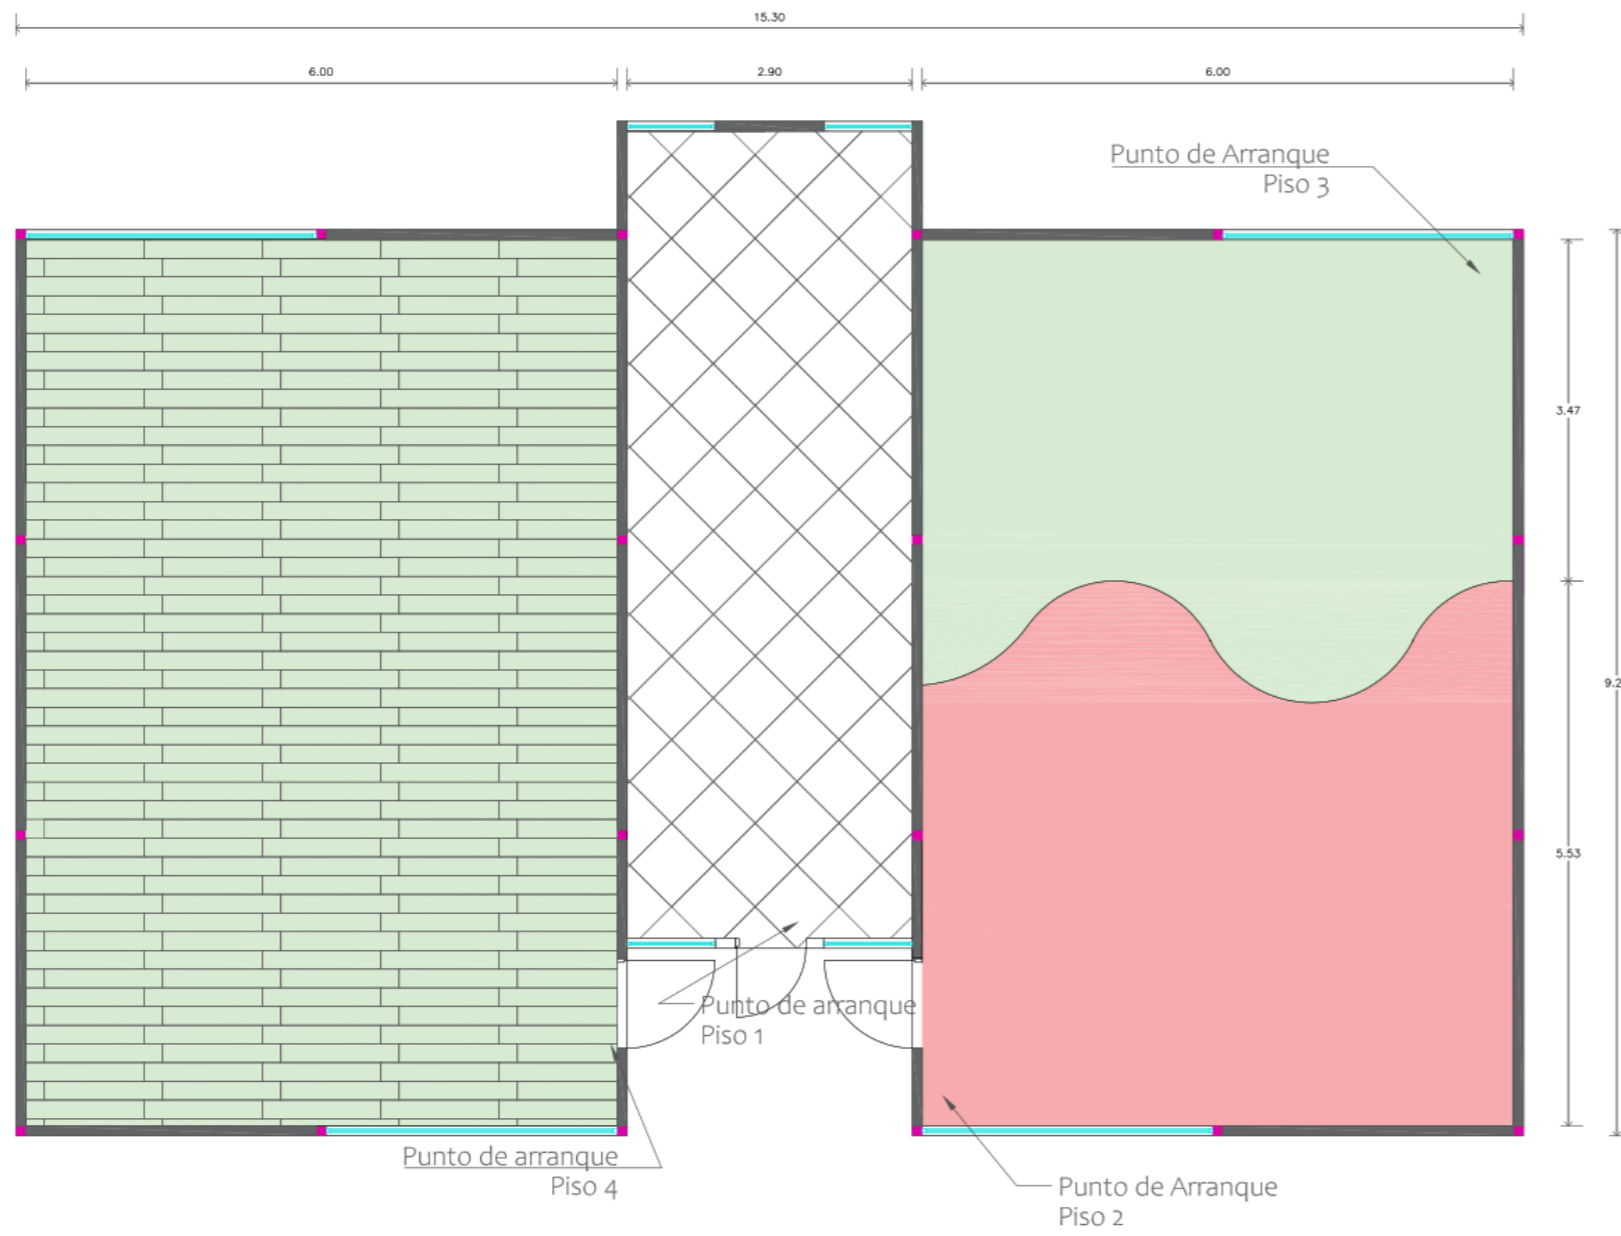 15.30
6.00
2.90
6.00
Punto de Arranque
Piso 3
3.47
9.2
5.53
Punto de arranque
Piso 1
Punto de arranque
Piso 4
Punto de Arranque
Piso 2